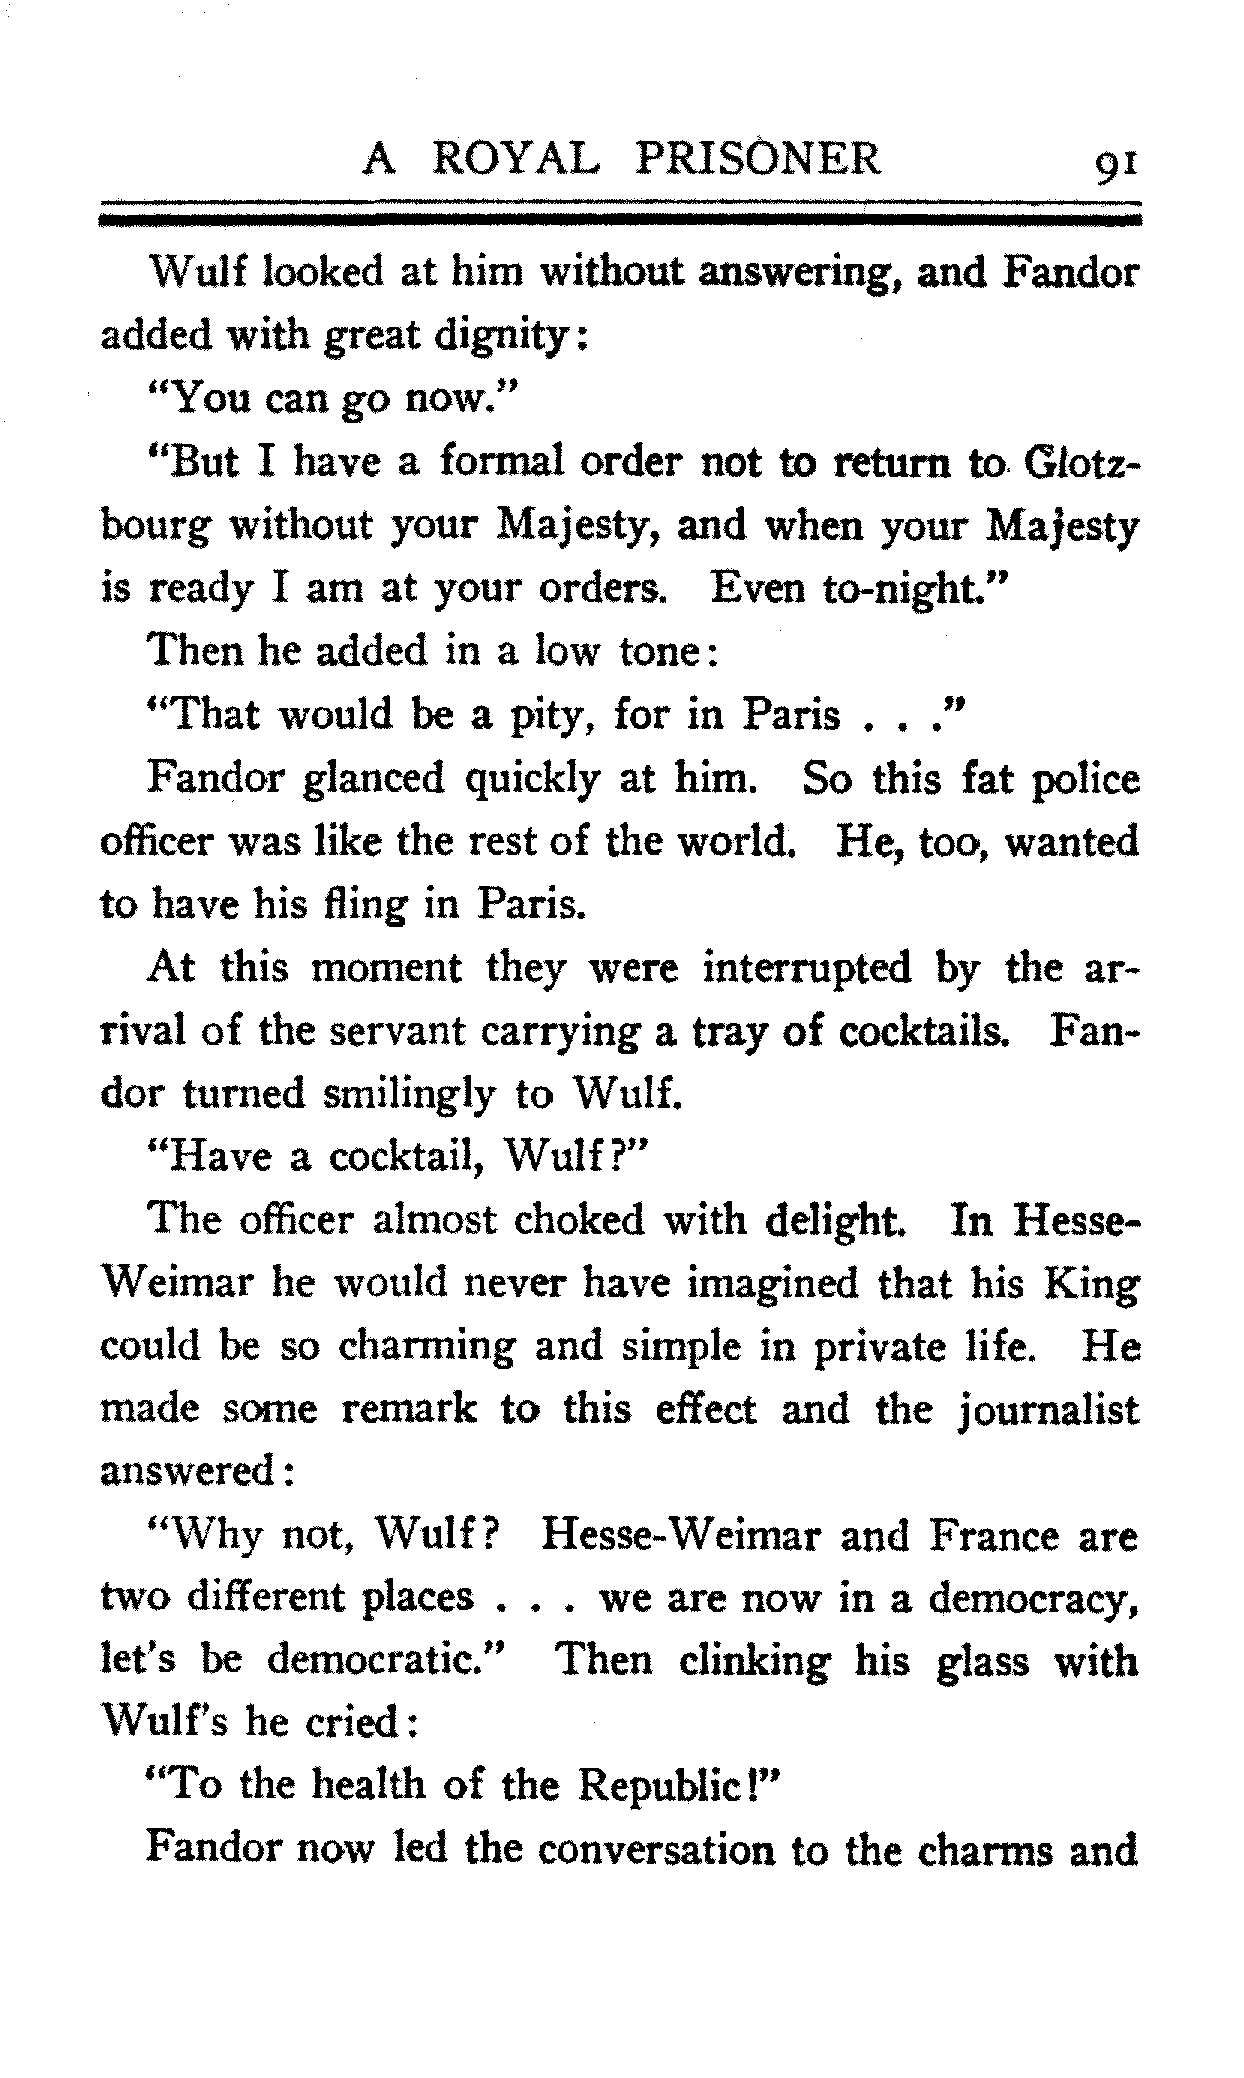 A ROYAL PRISONER 91
Wulf looked at him without answering, and Fandor
added with great dignity:
"You can go now."
"But I have a formal order not to return to Glotz-
bourg without your Majesty, and when your Majesty
is ready I am at your orders. Even to-night."
Then he added in a low tone:
"That would be a pity, for in Paris . . ."
Fandor glanced quickly at him. So this fat police
officer was like the rest of the world. He, too, wanted
to have his fling in Paris.
At this moment they were interrupted by the ar-
rival of the servant carrying a tray of cocktails. Fan-
dor turned smilingly to Wulf.
"Have a cocktail, Wulf?"
The officer almost choked with delight. In Hesse-
Weimar he would never have imagined that his King
could be so charming and simple in private life. He
made some remark to this effect and the journalist
answered:
"Why not, Wulf? Hesse-Weimar and France are
two different places . . . we are now in a democracy,
let's be democratic." Then clinking his glass with
Wulf's he cried:
"To the health of the Republic!"
Fandor now led the conversation to the charms and